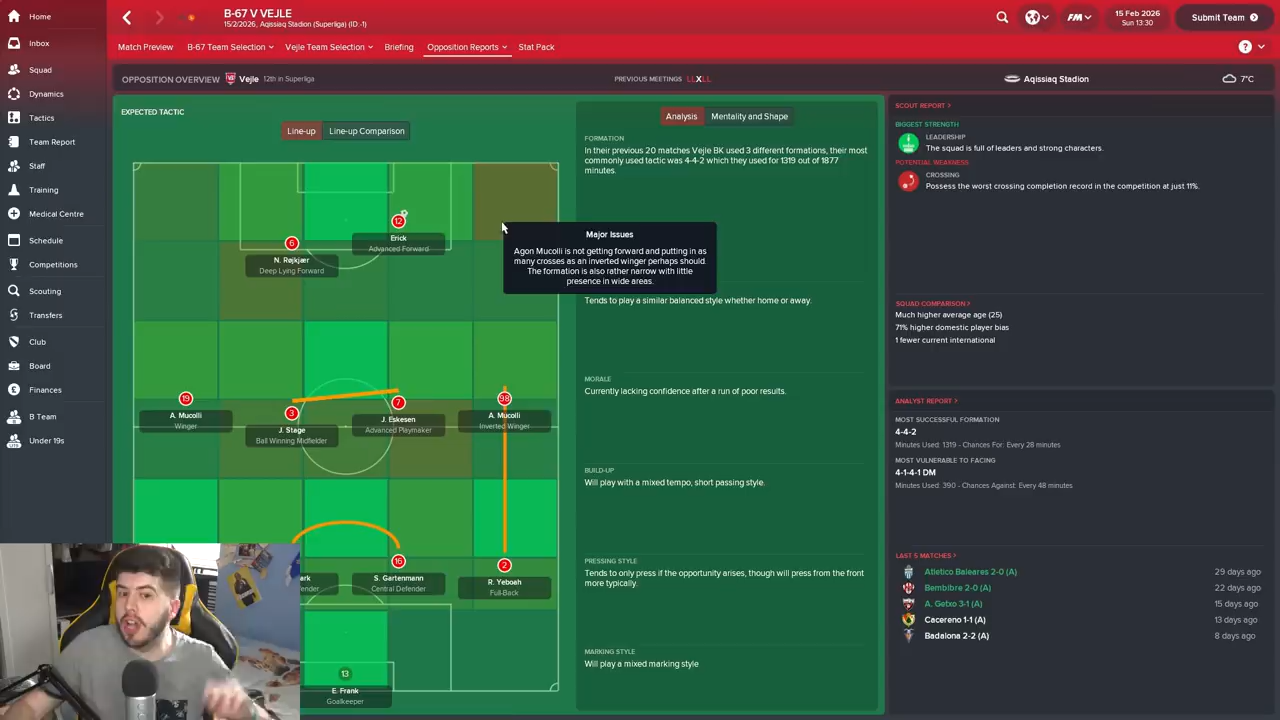 Home
Inbox
Squad
Dynamics
Tactics
Team Report
Staff
Training
Medical Centre
Schedule
Competitions
Scouting
Transfers
Club
Board
Finances
B Team
Under 19s
B-67 V VEJLE
15/2/2026, Aqissiaq Stadium (Superliga) (ID:-1)
FM
15 Feb 2026
Sun 13:30
Submit Team
Match Preview
B-67 Team Selection
Vejle Team Selection
Briefing
Opposition Reports
Stat Pack
?
OPPOSITION OVERVIEW
Vejle
12th in Superliga
PREVIOUS MEETINGS
LLXLL
Aqissiaq Stadium
7°C
EXPECTED TACTIC
Line-up
Line-up Comparison
12
Erick
Advanced Forward
6
N. Røjkjær
Deep Lying Forward
19
A. Mucolli
Winger
3
J. Stage
Ball Winning Midfielder
7
J. Eskesen
Advanced Playmaker
98
A. Mucolli
Inverted Winger
16
S. Gartenmann
Central Defender
2
R. Yeboah
Full-Back
13
E. Frank
Goalkeeper
Analysis
Mentality and Shape
FORMATION
In their previous 20 matches Vejle BK used 3 different formations, their most
commonly used tactic was 4-4-2 which they used for 1319 out of 1877
minutes.
Major Issues
Agon Mucolli is not getting forward and putting in as
many crosses as an inverted winger perhaps should.
The formation is also rather narrow with little
presence in wide areas.
Tends to play a similar balanced style whether home or away.
MORALE
Currently lacking confidence after a run of poor results.
BUILD-UP
Will play with a mixed tempo, short passing style.
PRESSING STYLE
Tends to only press if the opportunity arises, though will press from the front
more typically.
MARKING STYLE
Will play a mixed marking style
SCOUT REPORT >
BIGGEST STRENGTH
LEADERSHIP
The squad is full of leaders and strong characters.
POTENTIAL WEAKNESS
CROSSING
Possess the worst crossing completion record in the competition at just 11%.
SQUAD COMPARISON >
Much higher average age (25)
71% higher domestic player bias
1 fewer current international
ANALYST REPORT >
MOST SUCCESSFUL FORMATION
4-4-2
Minutes Used: 1319 - Chances For: Every 28 minutes
MOST VULNERABLE TO FACING
4-1-4-1 DM
Minutes Used: 390 - Chances Against: Every 48 minutes
LAST 5 MATCHES >
Atletico Baleares 2-0 (A)
29 days ago
Bembibre 2-0 (A)
22 days ago
A. Getxo 3-1 (A)
15 days ago
Cacereno 1-1 (A)
13 days ago
Badalona 2-2 (A)
8 days ago